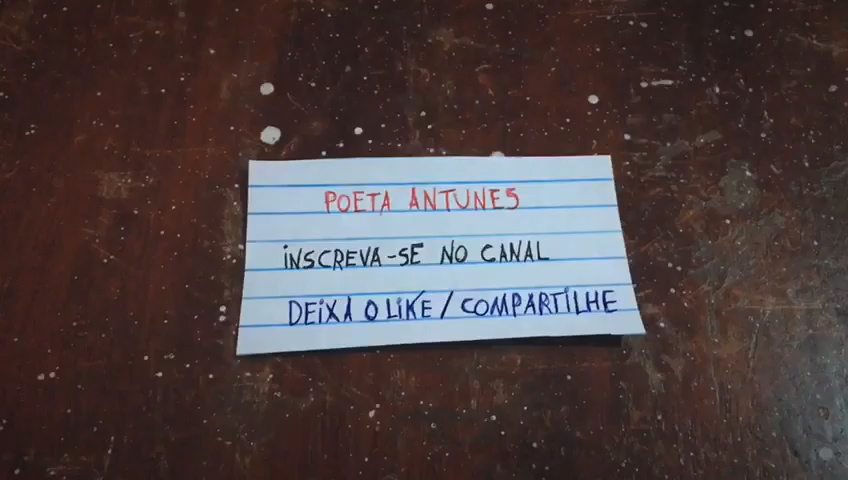 POETA ANTUNES
INSCREVA-SE NO CANAL
DEIXA O LIKE / COMPARTILHE